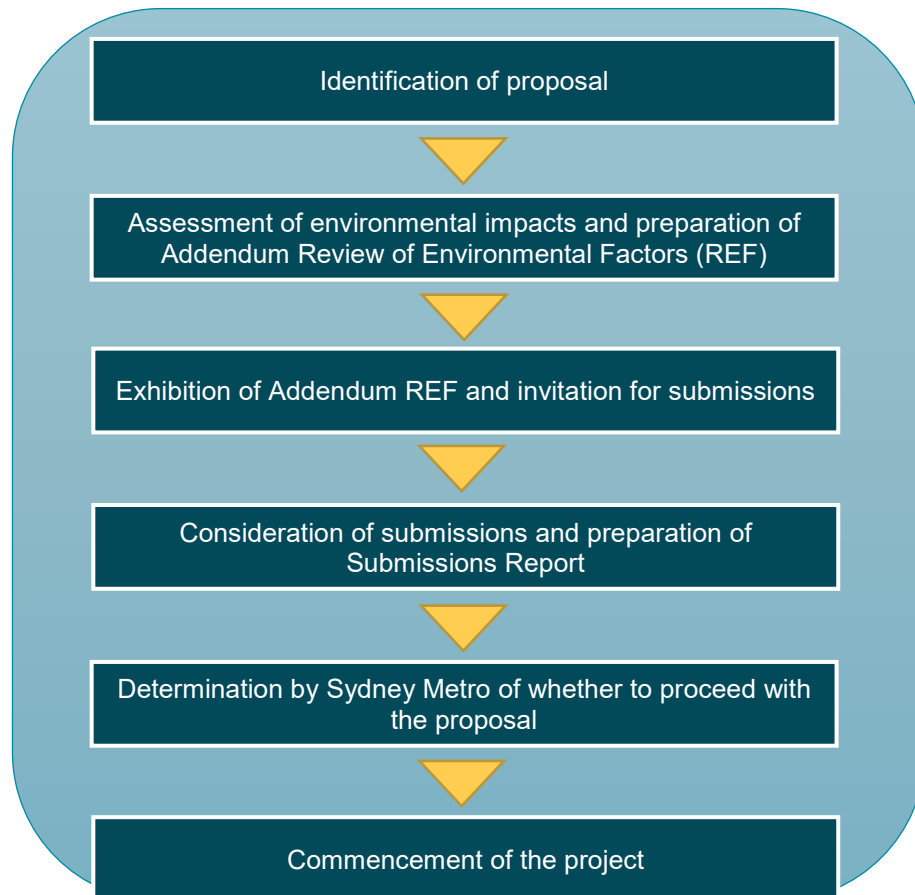 Identification of proposal
Assessment of environmental impacts and preparation of
Addendum Review of Environmental Factors (REF)
Exhibition of Addendum REF and invitation for submissions
Consideration of submissions and preparation of
Submissions Report
Determination by Sydney Metro of whether to proceed with
the proposal
Commencement of the project